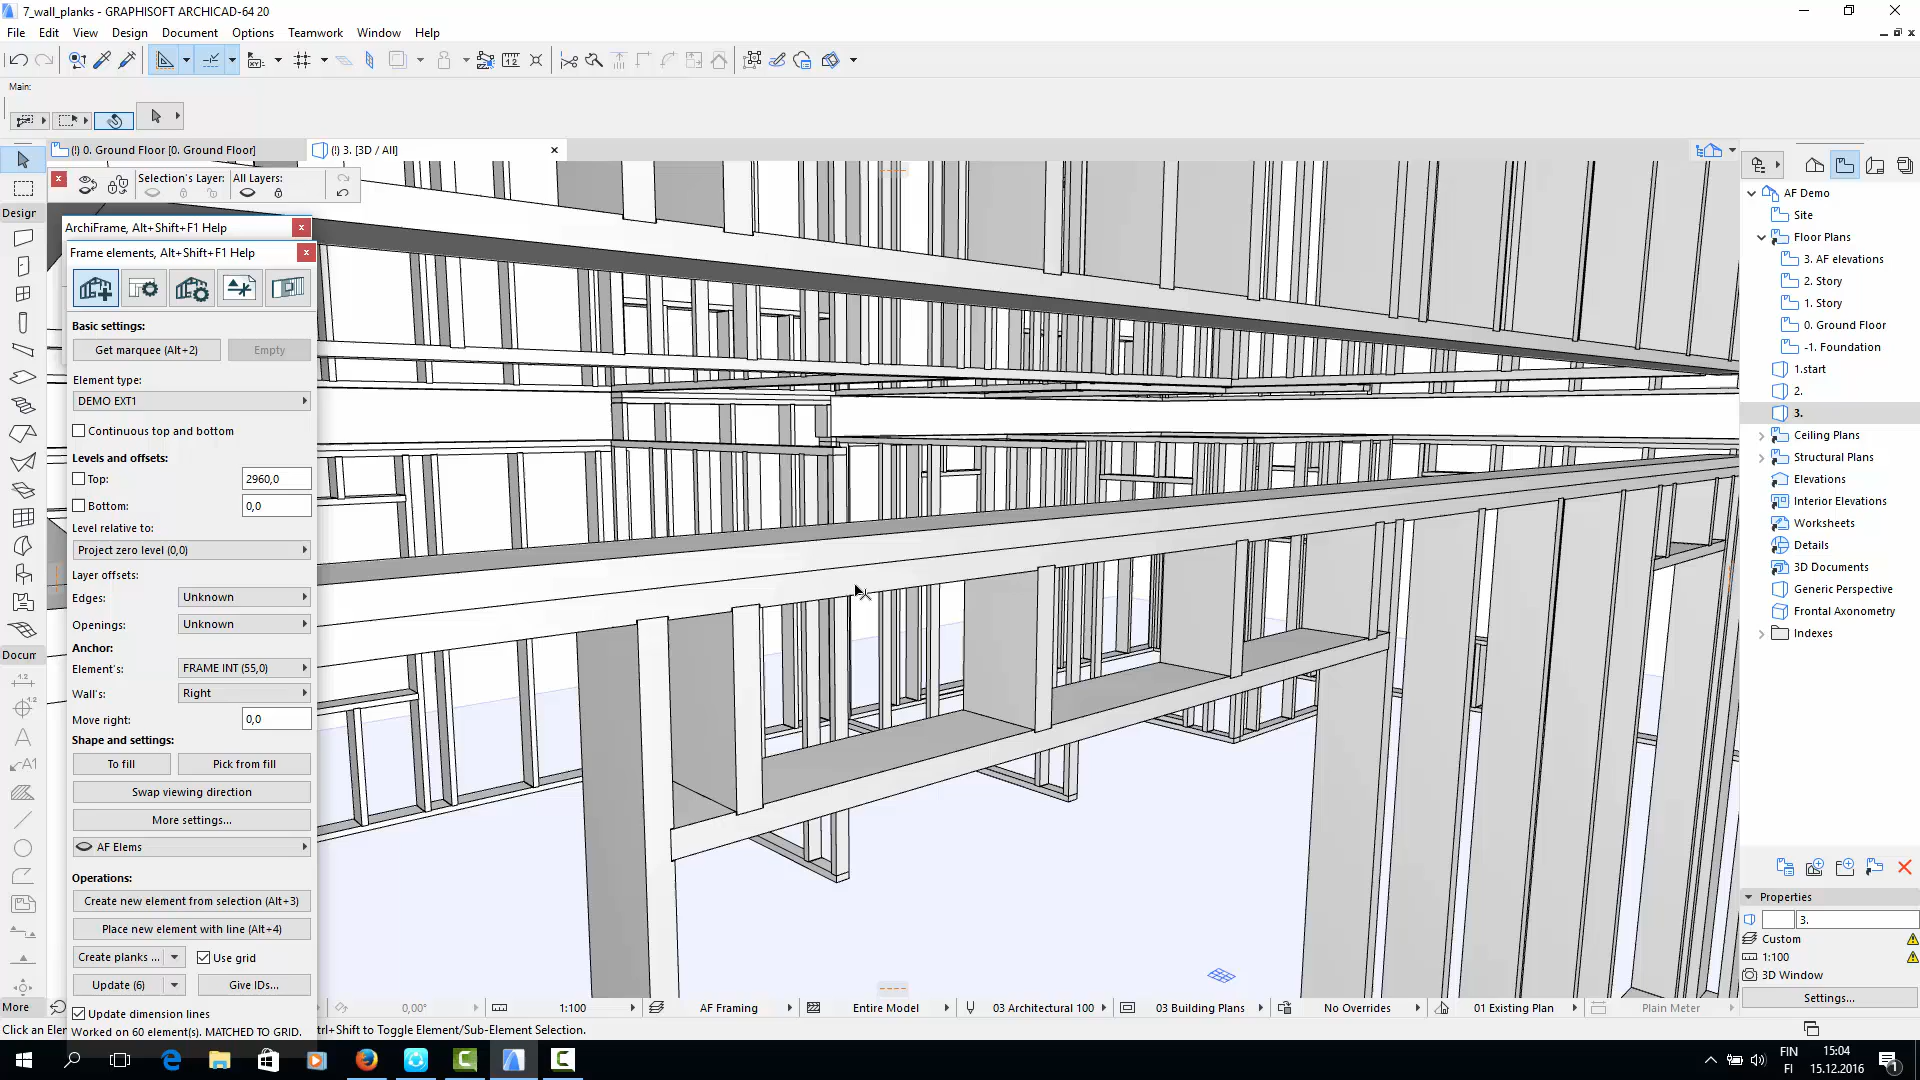 7_wall_planks - GRAPHISOFT ARCHICAD-64 20
File Edit View Design Document Options Teamwork Window Help
Main:
(!) 0. Ground Floor [0. Ground Floor]
(!) 3. [3D / All]
Selection's Layer:
All Layers:
Design
ArchiFrame, Alt+Shift+F1 Help
Frame elements, Alt+Shift+F1 Help
Basic settings:
Get marquee (Alt+2)
Empty
Element type:
DEMO EXT1
Continuous top and bottom
Levels and offsets:
Top: 2960,0
Bottom: 0,0
Level relative to:
Project zero level (0,0)
Layer offsets:
Edges: Unknown
Openings: Unknown
Anchor:
Element's: FRAME INT (55,0)
Wall's: Right
Move right: 0,0
Shape and settings:
To fill
Pick from fill
Swap viewing direction
More settings...
AF Elems
Operations:
Create new element from selection (Alt+3)
Place new element with line (Alt+4)
Create planks ...
Use grid
Update (6)
Give IDs...
Update dimension lines
Worked on 60 element(s). MATCHED TO GRID.
Docum
More
AF Demo
Site
Floor Plans
3. AF elevations
2. Story
1. Story
0. Ground Floor
-1. Foundation
1.start
2.
3.
Ceiling Plans
Structural Plans
Elevations
Interior Elevations
Worksheets
Details
3D Documents
Generic Perspective
Frontal Axonometry
Indexes
Properties
3.
Custom
1:100
3D Window
Settings...
0,00°
1:100
AF Framing
Entire Model
03 Architectural 100
03 Building Plans
No Overrides
01 Existing Plan
Plain Meter
Click an Elem
trl+Shift to Toggle Element/Sub-Element Selection.
FIN
FI
15:04
15.12.2016
1